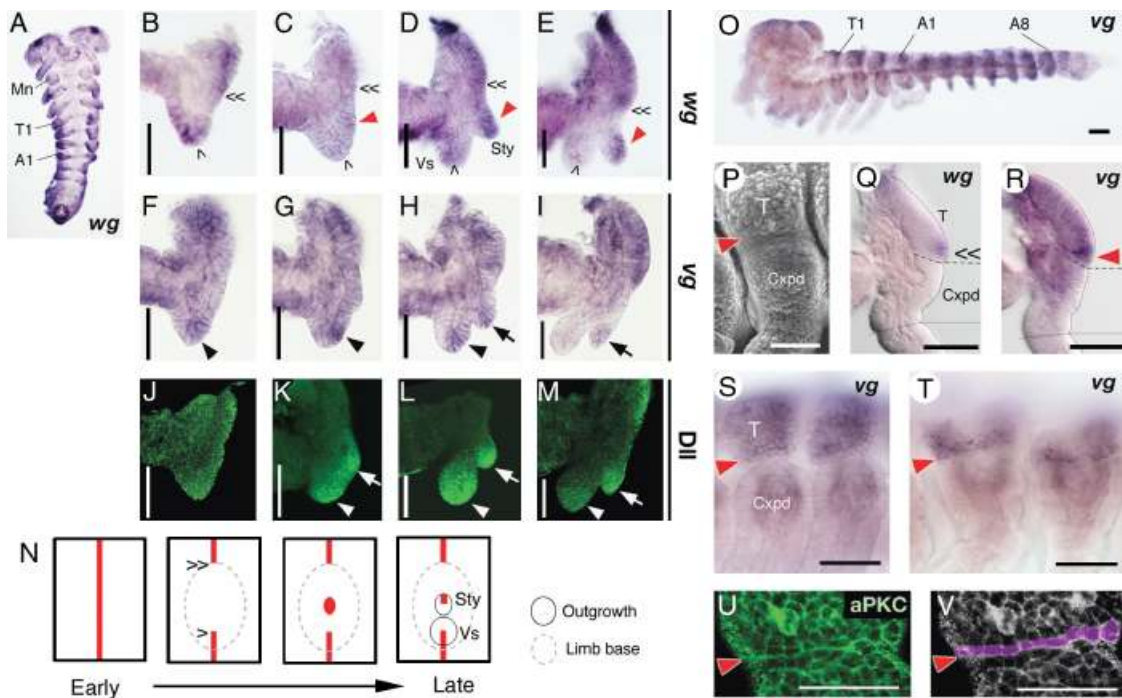 A
Mn
T1
A1
wg
B
<<
^
C
<<
^
D
<<
Vs
^
Sty
E
<<
^
wg
F
G
H
I
vg
J
K
L
M
Dll
N
>>
>
Sty
Vs
Outgrowth
Limb base
Early
Late
O
T1
A1
A8
vg
P
T
Cxpd
Q
wg
T
<<
Cxpd
R
vg
S
vg
T
Cxpd
T
vg
U
aPKC
V